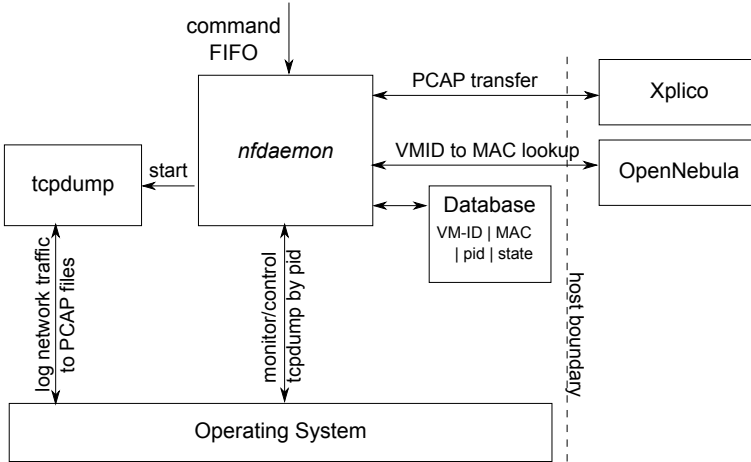 command
FIFO
PCAP transfer
Xplico
nfdaemon
VMID to MAC lookup
OpenNebula
tcpdump
start
Database
VM-ID | MAC
| pid | state
log network traffic
to PCAP files
monitor/control
tcpdump by pid
host boundary
Operating System